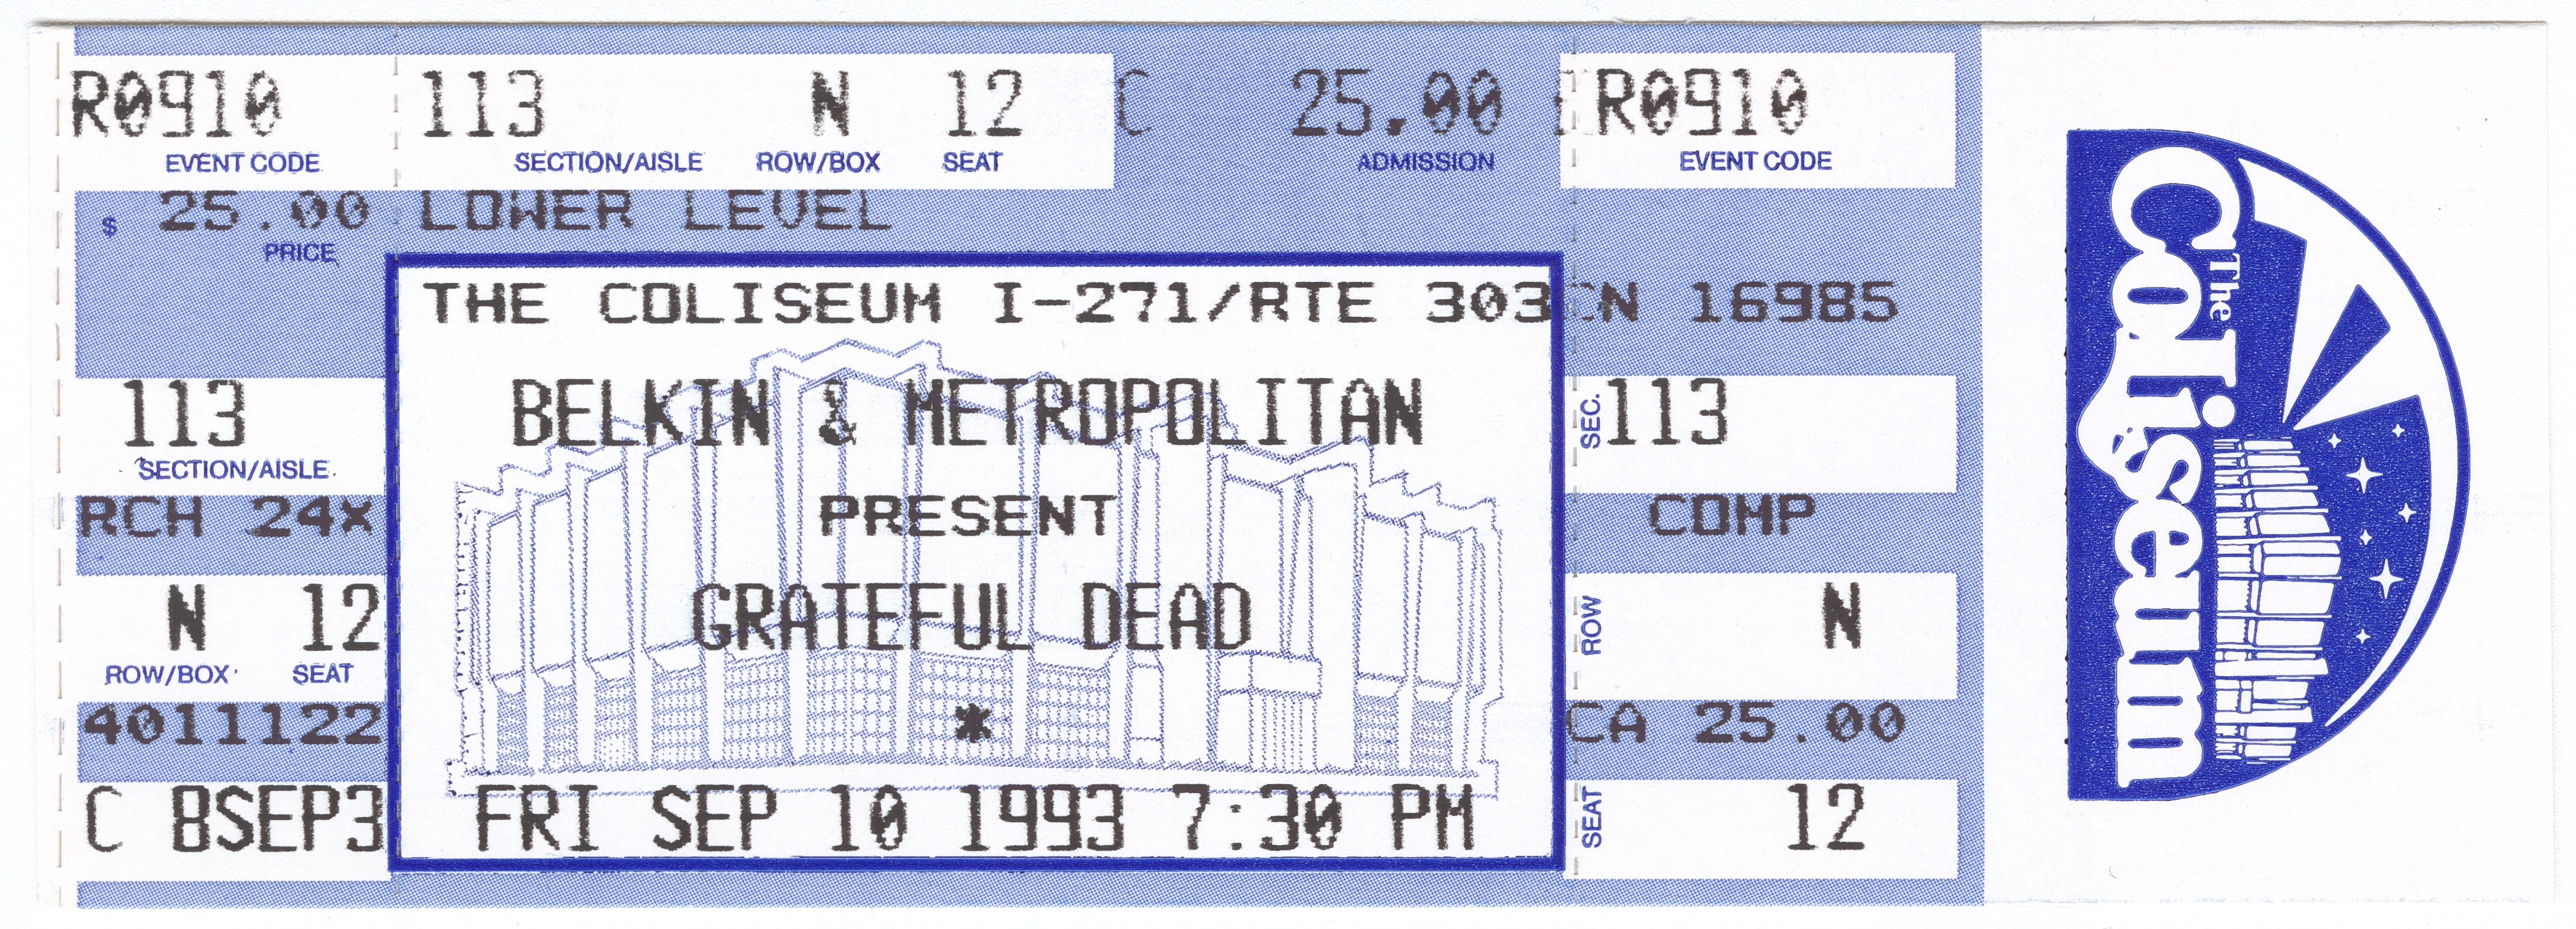 R0910 113 N 12 C 25.00 ER0910
EVENT CODE SECTION/AISLE ROW/BOX SEAT ADMISSION EVENT CODE
$ 25.00 LOWER LEVEL
PRICE
THE COLISEUM I-271/RTE 303 CN 16985
113 BELKIN & METROPOLITAN SEC. 113
SECTION/AISLE
RCH 24X PRESENT COMP
N 12 GRATEFUL DEAD ROW N
ROW/BOX SEAT
4011122 * CA 25.00
C 8SEP3 FRI SEP 10 1993 7:30 PM SEAT 12
The
Coliseum